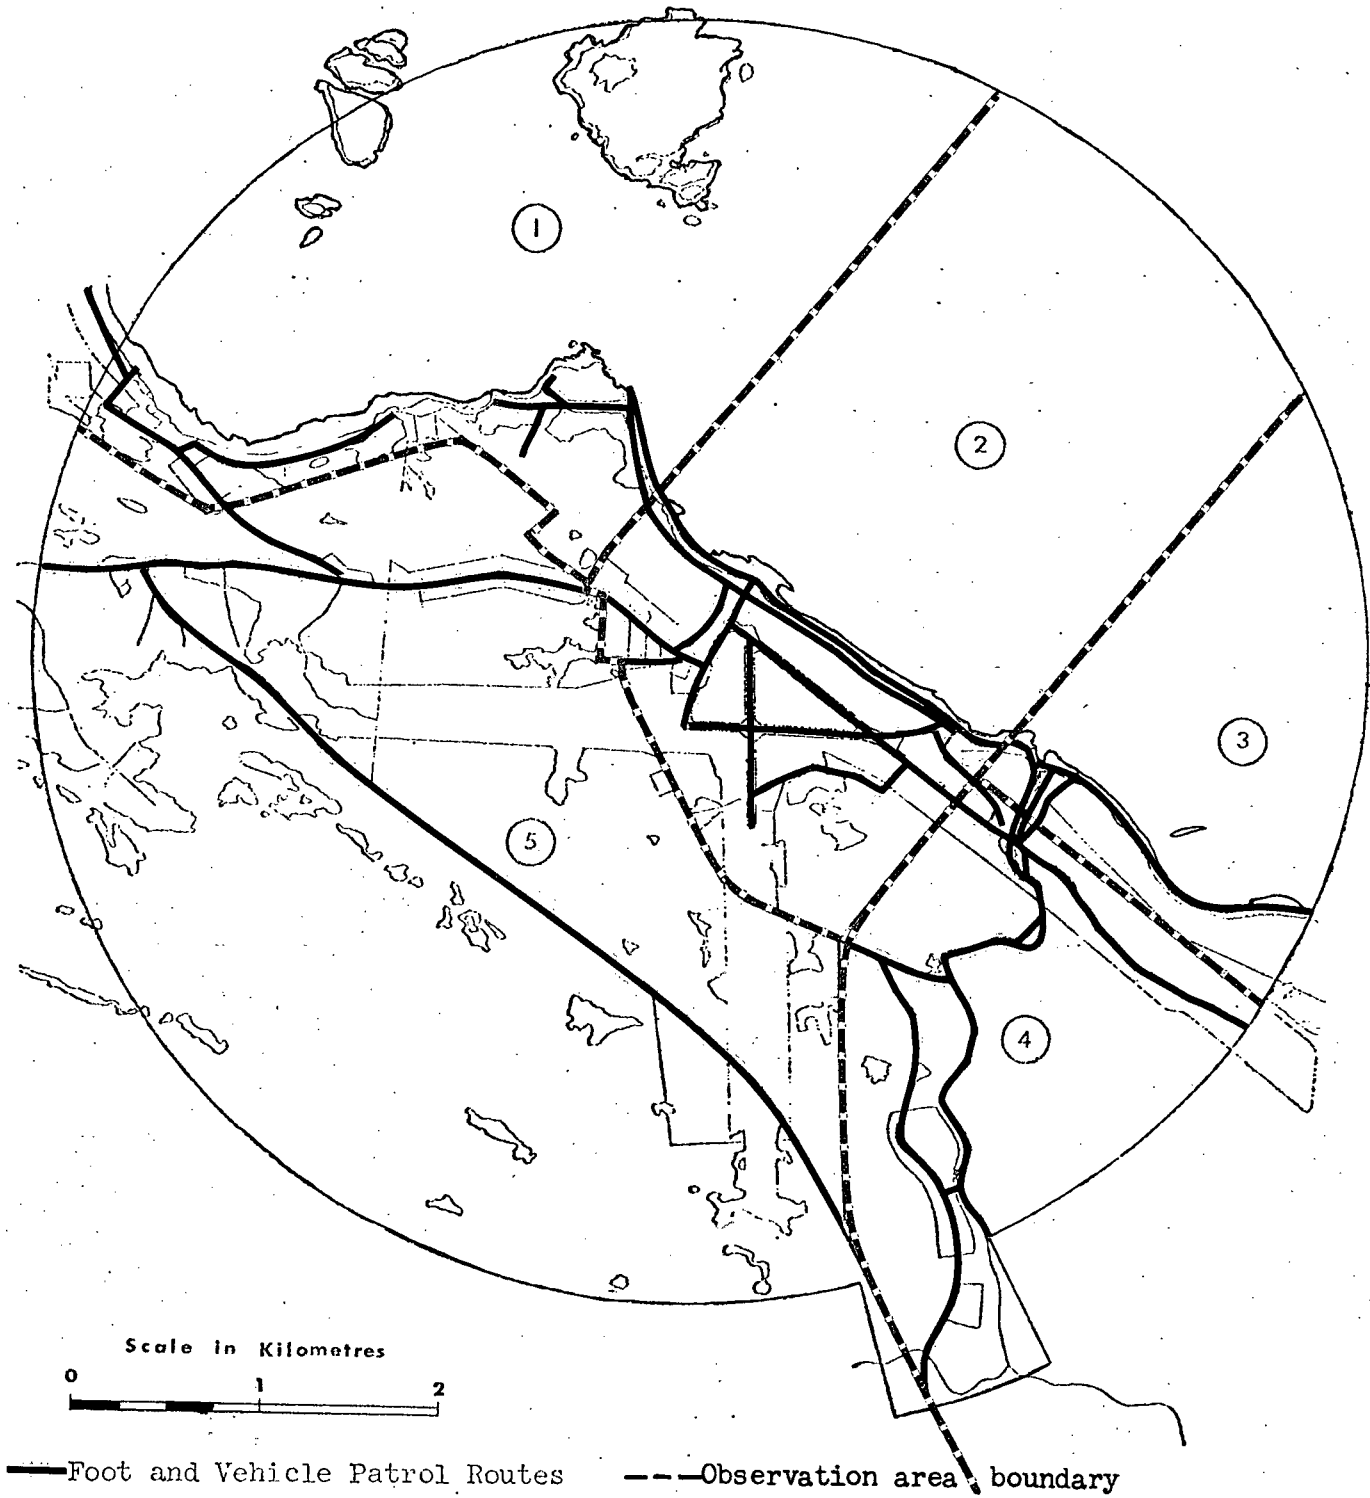 1
2
3
5
4
Scale in Kilometres
0 1 2
Foot and Vehicle Patrol Routes
Observation area boundary